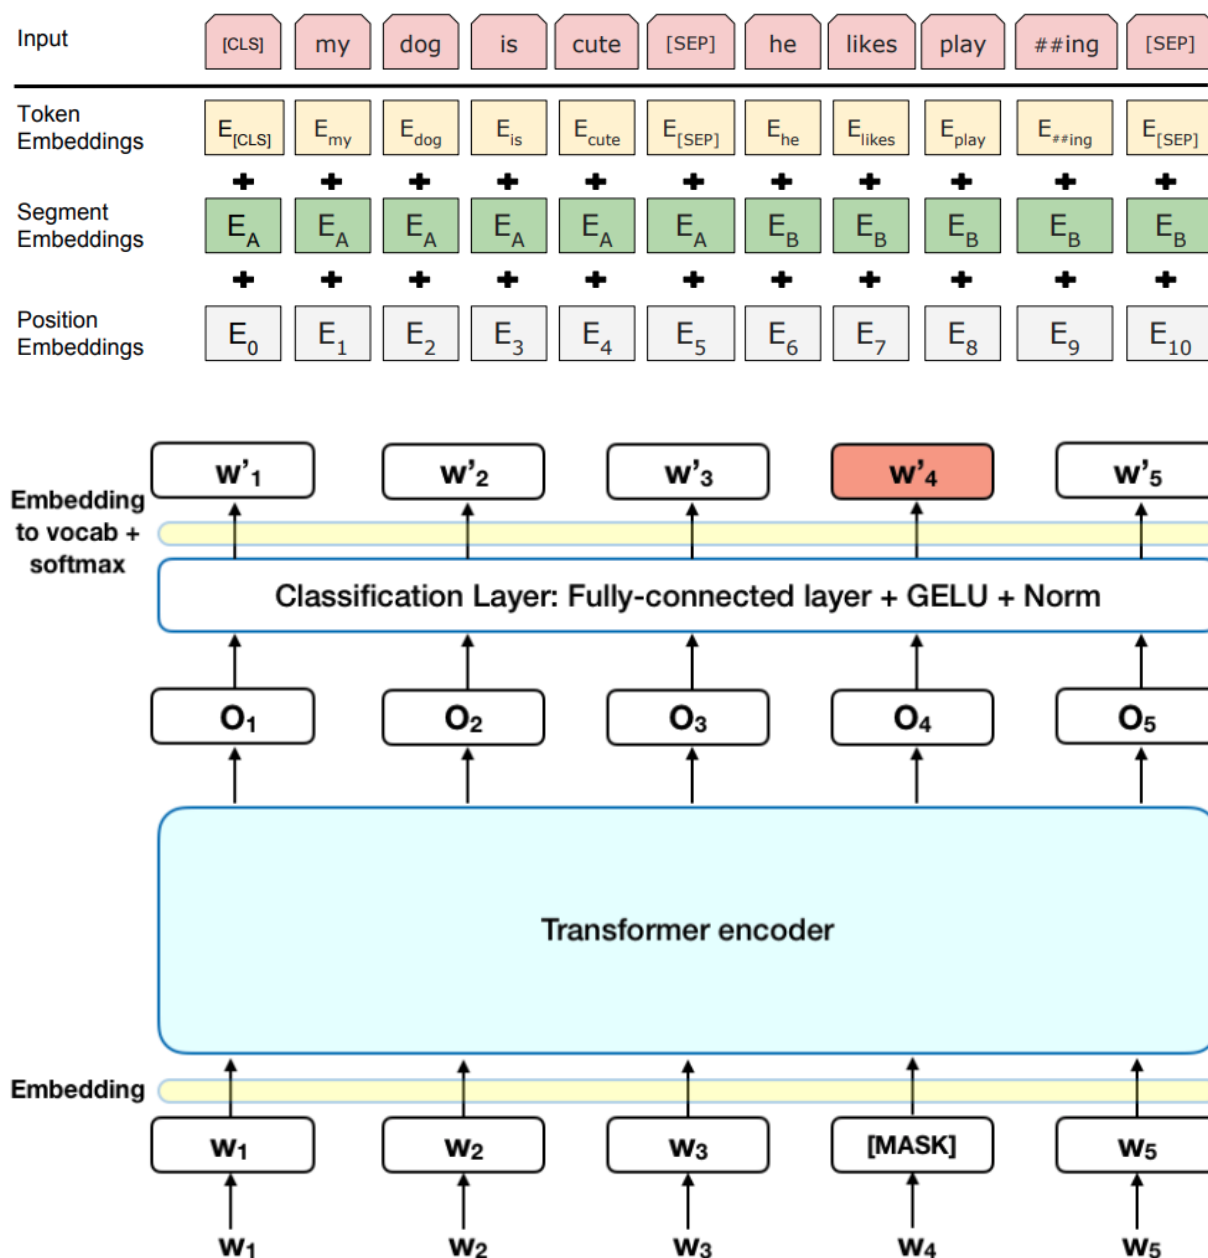 Input [CLS] my dog is cute [SEP] he likes play ##ing [SEP]
Token Embeddings E[CLS] Emy Edog Eis Ecute E[SEP] Ehe Elikes Eplay E##ing E[SEP]
+ + + + + + + + + + +
Segment Embeddings EA EA EA EA EA EA EB EB EB EB EB
+ + + + + + + + + + +
Position Embeddings E0 E1 E2 E3 E4 E5 E6 E7 E8 E9 E10
w'1 w'2 w'3 w'4 w'5
Embedding
to vocab +
softmax
Classification Layer: Fully-connected layer + GELU + Norm
O1 O2 O3 O4 O5
Transformer encoder
Embedding
w1 w2 w3 [MASK] w5
w1 w2 w3 w4 w5